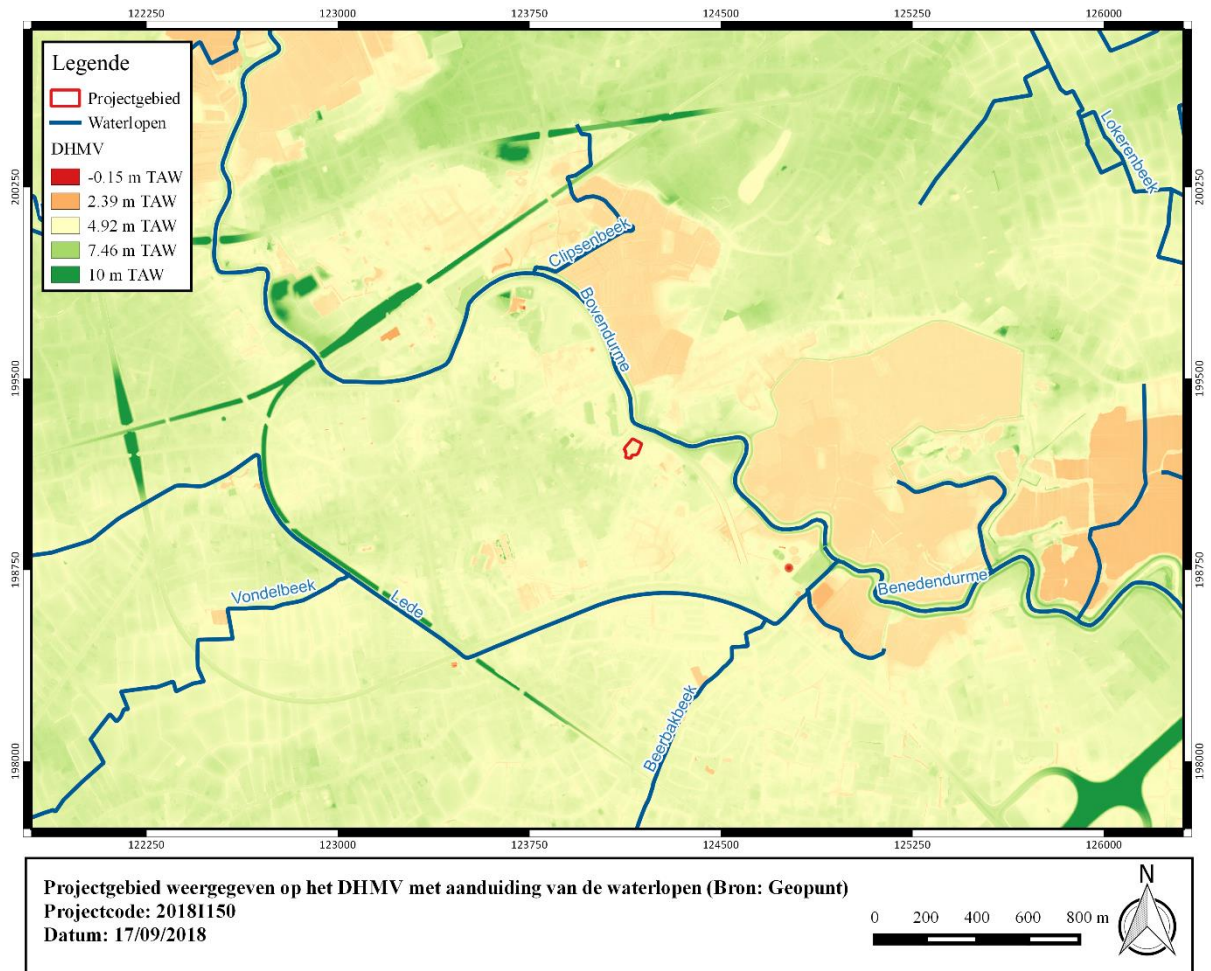 122250 123000 123750 124500 125250 126000
Legende
Projectgebied
Waterlopen
DHMV
-0.15 m TAW
2.39 m TAW
4.92 m TAW
7.46 m TAW
10 m TAW
Lokerenbeek
200250
200250
Clipsenbeek
Bovendurme
199500
199500
198750
198750
Benedendurme
Vondelbeek
Lede
Beerbakbeek
198000
198000
122250 123000 123750 124500 125250 126000
Projectgebied weergegeven op het DHMV met aanduiding van de waterlopen (Bron: Geopunt)
Projectcode: 2018I150
Datum: 17/09/2018
0 200 400 600 800 m
N